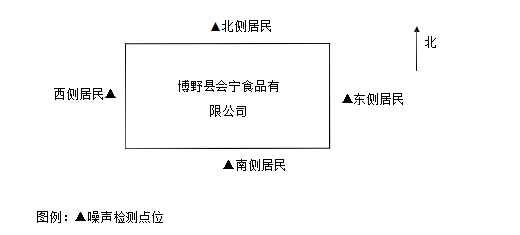 ▲北侧居民
北
博野县会宁食品有
限公司
西侧居民▲
▲东侧居民
▲南侧居民
图例：▲噪声检测点位